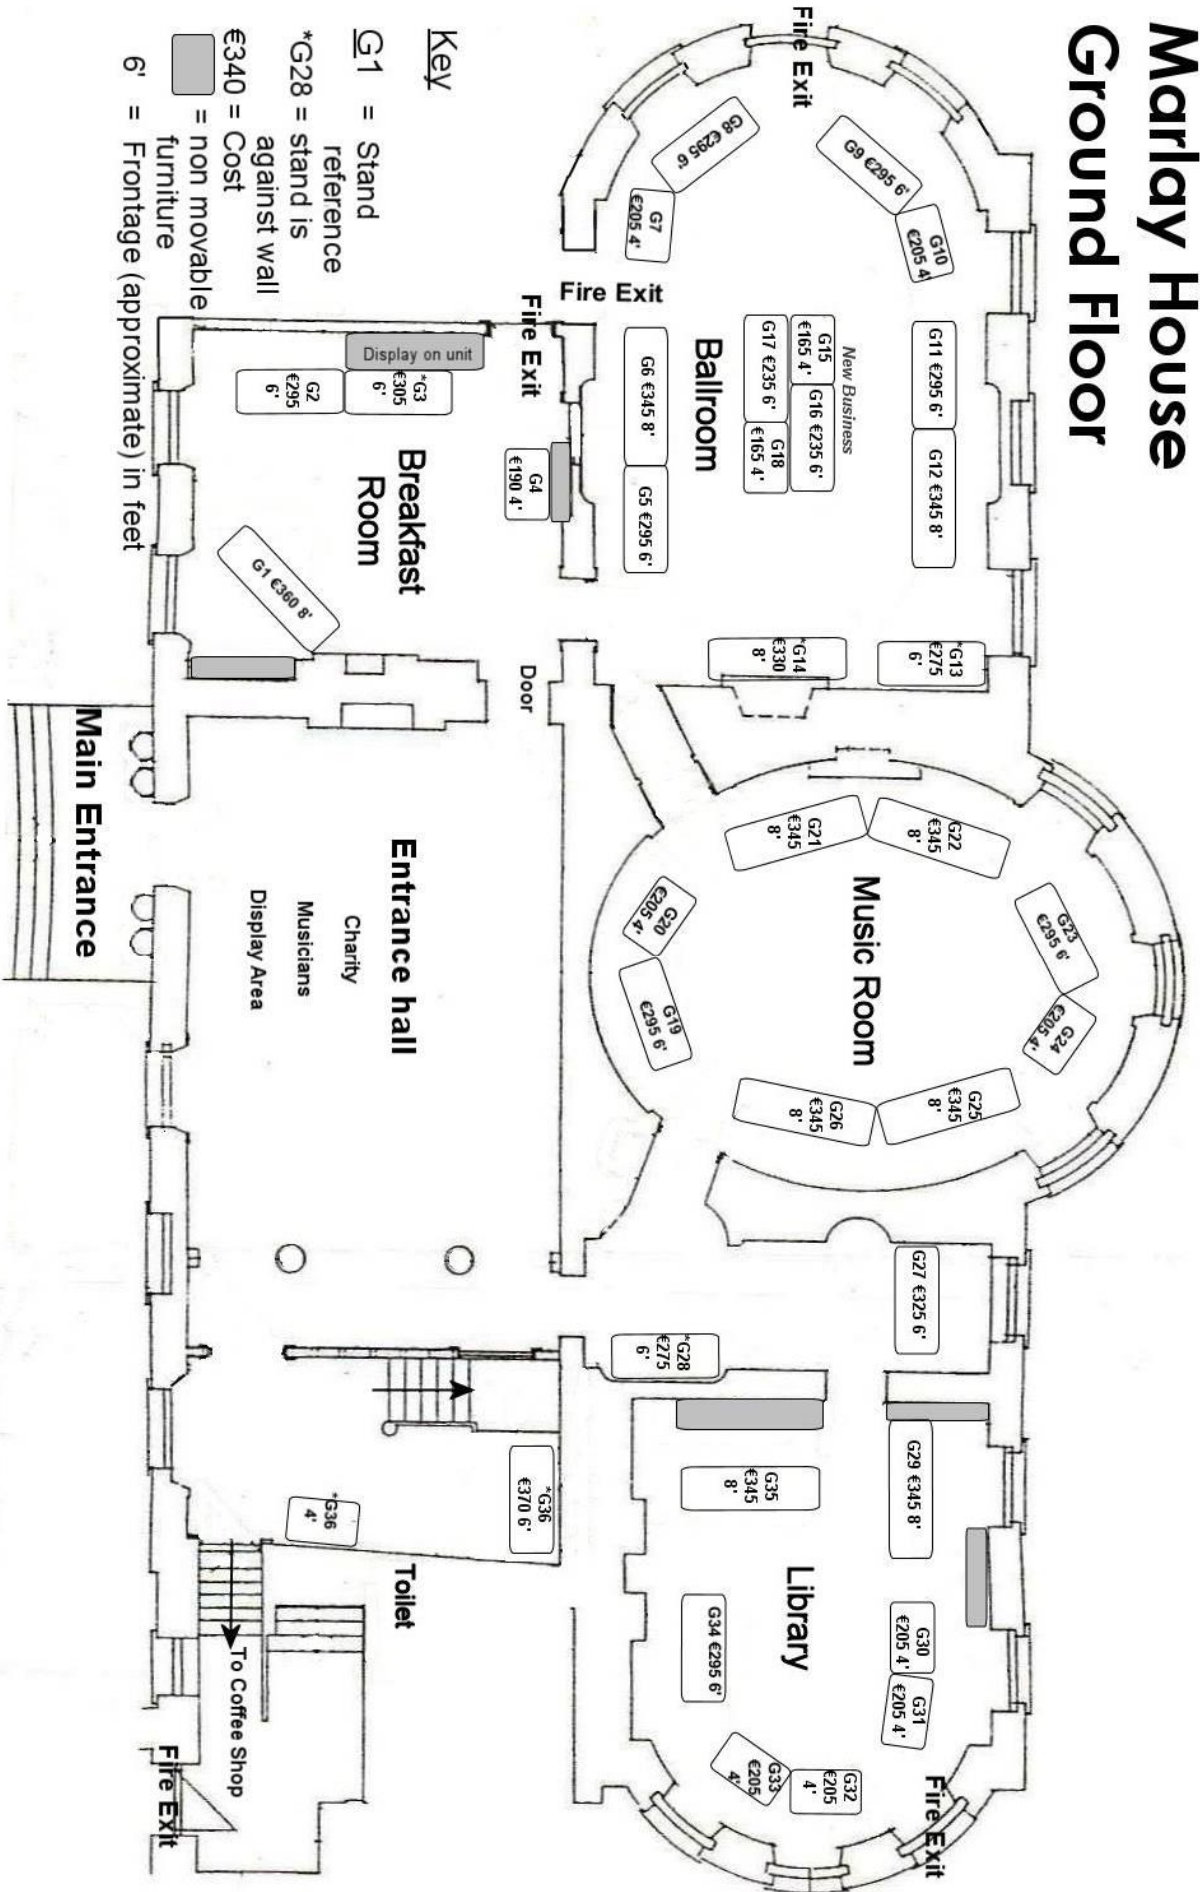 Marlay House
Ground Floor
Key
G1 = Stand
reference
*G28 = stand is
against wall
€340 = Cost
= non movable
furniture
6' = Frontage (approximate) in feet
Fire Exit
G8 €295 6'
G7
€205 4'
G9 €295 6'
G10
€205 4'
Fire Exit
Fire Exit
Ballroom
G6 €345 8'
G5 €295 6'
New Business
G15
€165 4'
G16 €235 6'
G17 €235 6'
G18
€165 4'
G11 €295 6'
G12 €345 8'
*G13
€275
6'
*G14
€330
8'
Display on unit
*G3
€305
6'
G2
€295
6'
G4
€190 4'
Breakfast
Room
G1 €360 8'
Door
Main Entrance
Entrance hall
Charity
Musicians
Display Area
Music Room
G22
€345
8'
G21
€345
8'
G20
€205 4'
G19
€295 6'
G23
€295 6'
G24
€205 4'
G25
€345
8'
G26
€345
8'
G27 €325 6'
*G28
€275
6'
Library
G29 €345 8'
G35
€345
8'
G30
€205 4'
G31
€205 4'
G34 €295 6'
G32
€205
4'
G33
€205
4'
Fire Exit
*G36
€370 6'
*G36
4'
Toilet
To Coffee Shop
Fire Exit